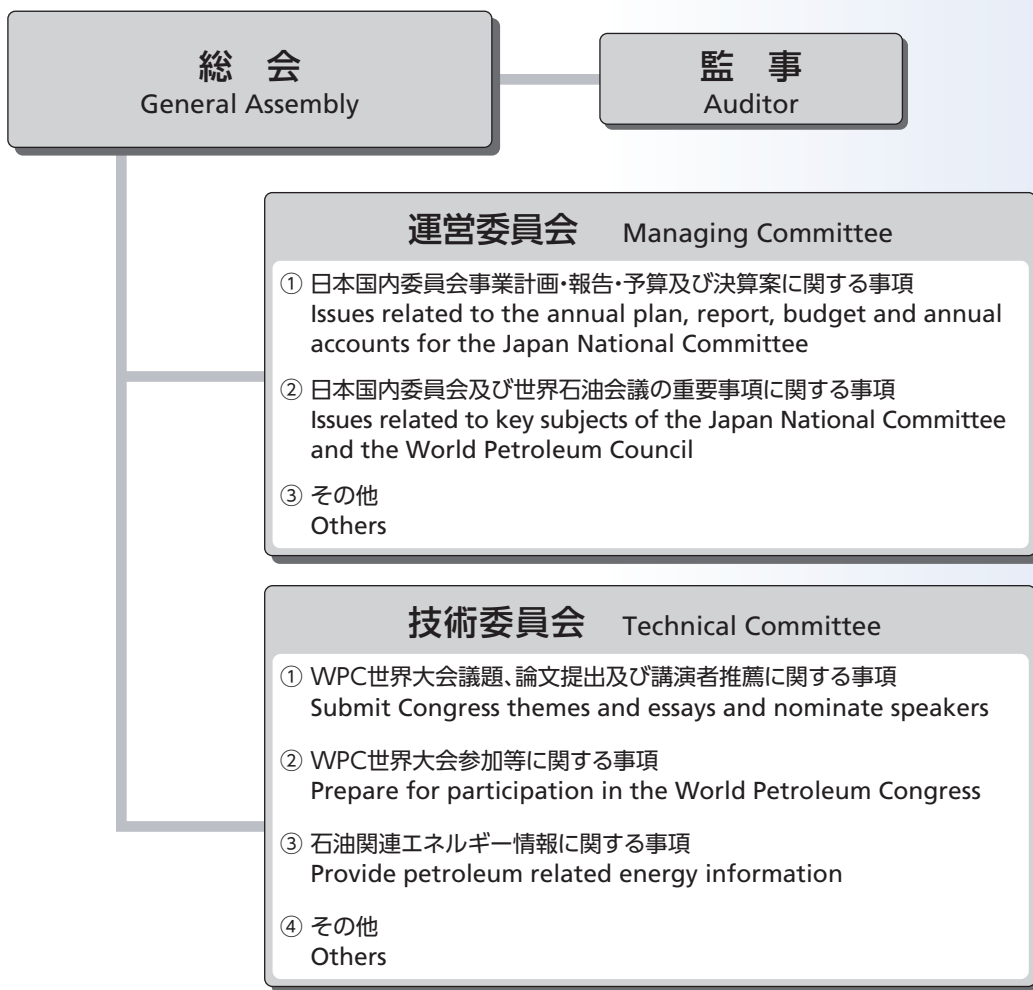 総 会
General Assembly
監 事
Auditor
運営委員会 Managing Committee
① 日本国内委員会事業計画・報告・予算及び決算案に関する事項
Issues related to the annual plan, report, budget and annual
accounts for the Japan National Committee
② 日本国内委員会及び世界石油会議の重要事項に関する事項
Issues related to key subjects of the Japan National Committee
and the World Petroleum Council
③ その他
Others
技術委員会 Technical Committee
① WPC世界大会議題、論文提出及び講演者推薦に関する事項
Submit Congress themes and essays and nominate speakers
② WPC世界大会参加等に関する事項
Prepare for participation in the World Petroleum Congress
③ 石油関連エネルギー情報に関する事項
Provide petroleum related energy information
④ その他
Others